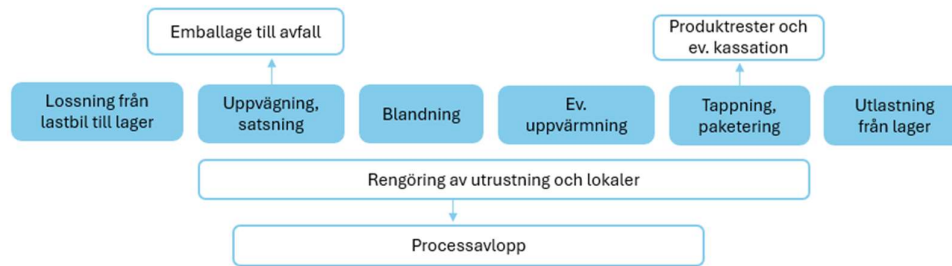 Emballage till avfall
Produktrester och
ev. kassation
Lossning från
lastbil till lager
Uppvägning,
satsning
Blandning
Ev.
uppvärmning
Tappning,
paketering
Utlastning
från lager
Rengöring av utrustning och lokaler
Processavlopp